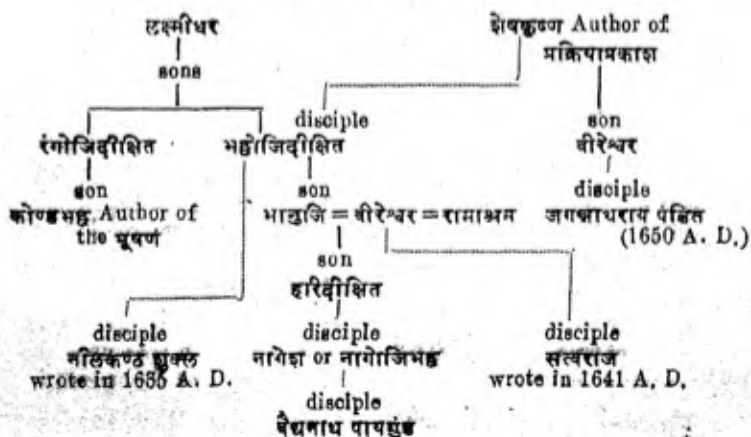 लक्ष्मीधर शेषकृष्ण Author of
प्रक्रियाप्रकाश
sons
disciple son
रंगोजिदीक्षित भट्टोजिदीक्षित वीरेश्वर
son son disciple
कोण्डभट्ट, Author of भानुजि = वीरेश्वर = रामाश्रम जगन्नाथराय पंडित
the भूषण (1650 A. D.)
son
हारिदीक्षित
disciple disciple disciple
नीलकण्ठ शुक्ल नागेश or नागोजिभट्ट सत्यराज
wrote in 1635 A. D. wrote in 1641 A. D.
disciple
वैद्यनाथ पायगुंड